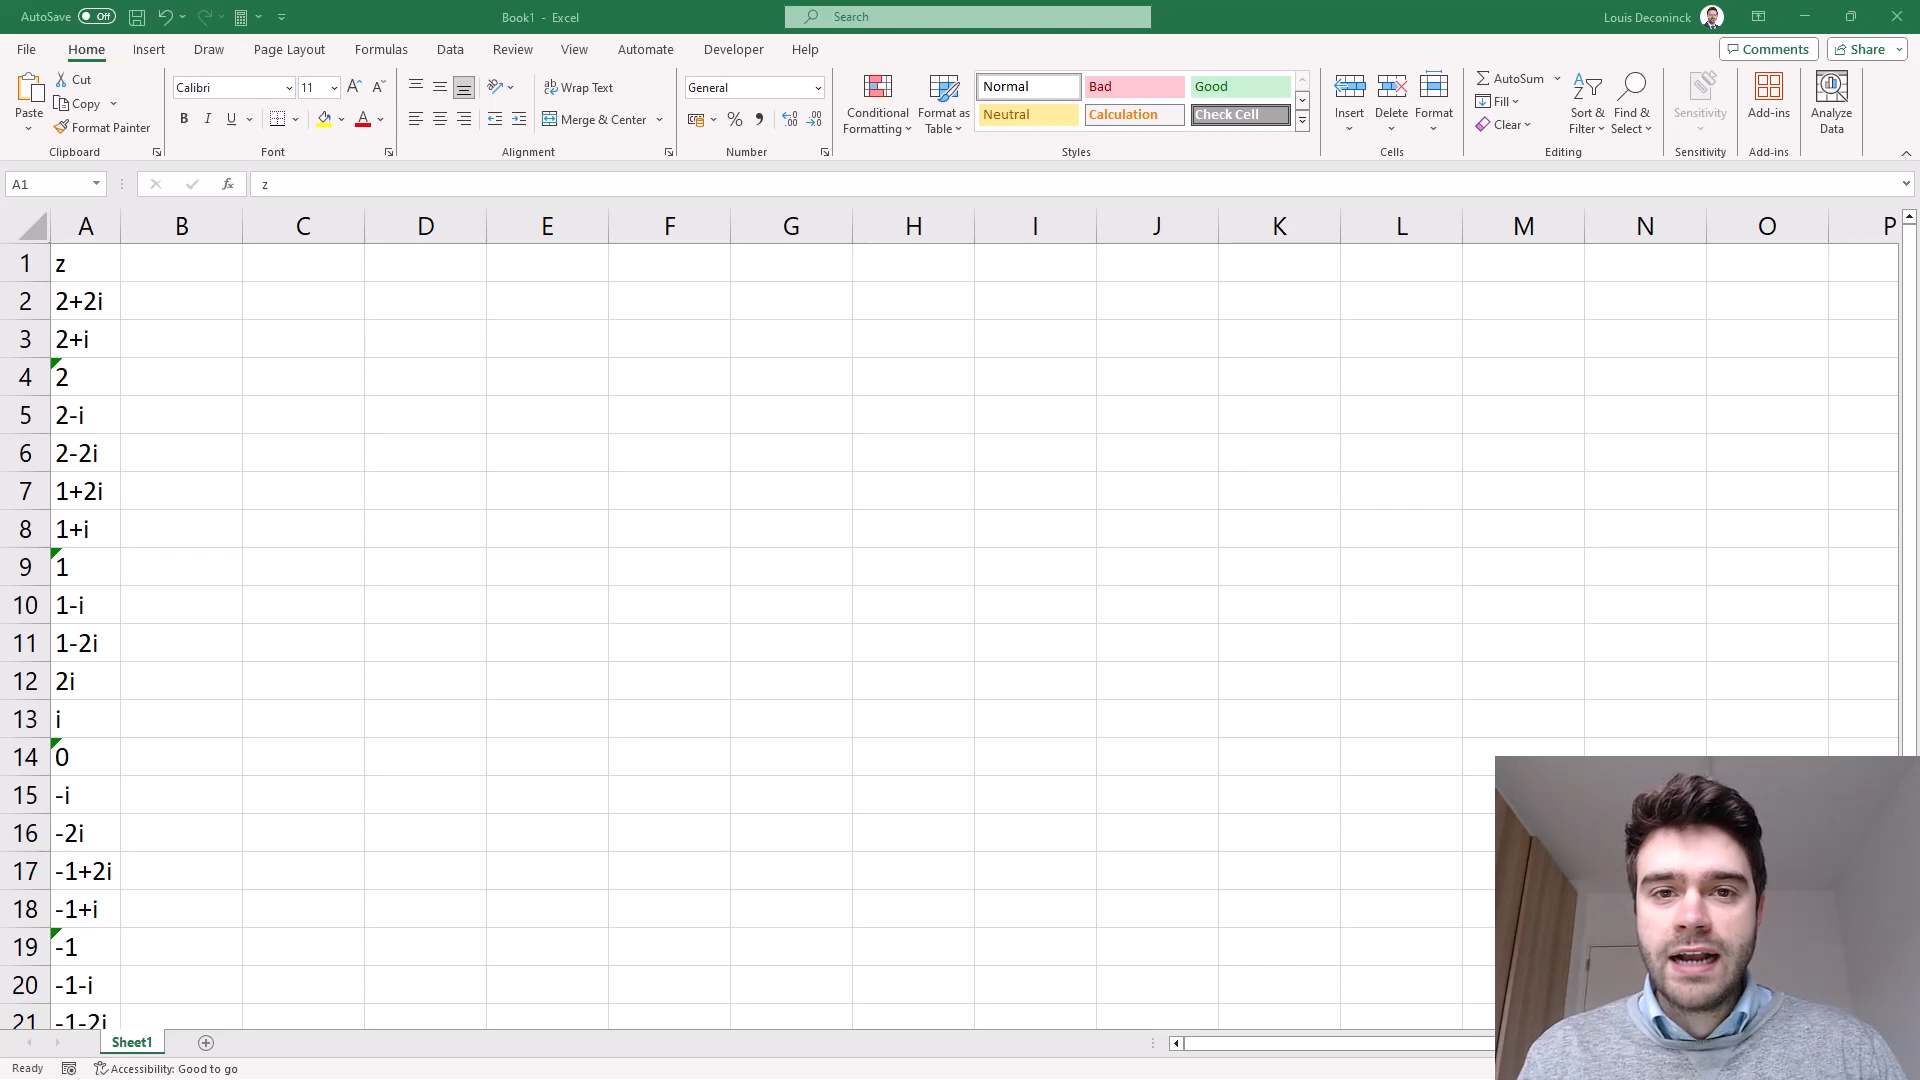 AutoSave Off Book1 - Excel Search Louis Deconinck
File Home Insert Draw Page Layout Formulas Data Review View Automate Developer Help Comments Share
Paste
Cut
Copy
Format Painter
Clipboard
Calibri 11
B I U
Font
Wrap Text
Merge & Center
Alignment
General
Number
Conditional Formatting
Format as Table
Normal Bad Good
Neutral Calculation Check Cell
Styles
Insert Delete Format
Cells
AutoSum
Fill
Clear
Sort & Filter
Find & Select
Editing
Sensitivity
Sensitivity
Add-ins
Add-ins
Analyze Data
A1 fx z
A B C D E F G H I J K L M N O P
1 z
2 2+2i
3 2+i
4 2
5 2-i
6 2-2i
7 1+2i
8 1+i
9 1
10 1-i
11 1-2i
12 2i
13 i
14 0
15 -i
16 -2i
17 -1+2i
18 -1+i
19 -1
20 -1-i
21 -1-2i
Sheet1
Ready Accessibility: Good to go